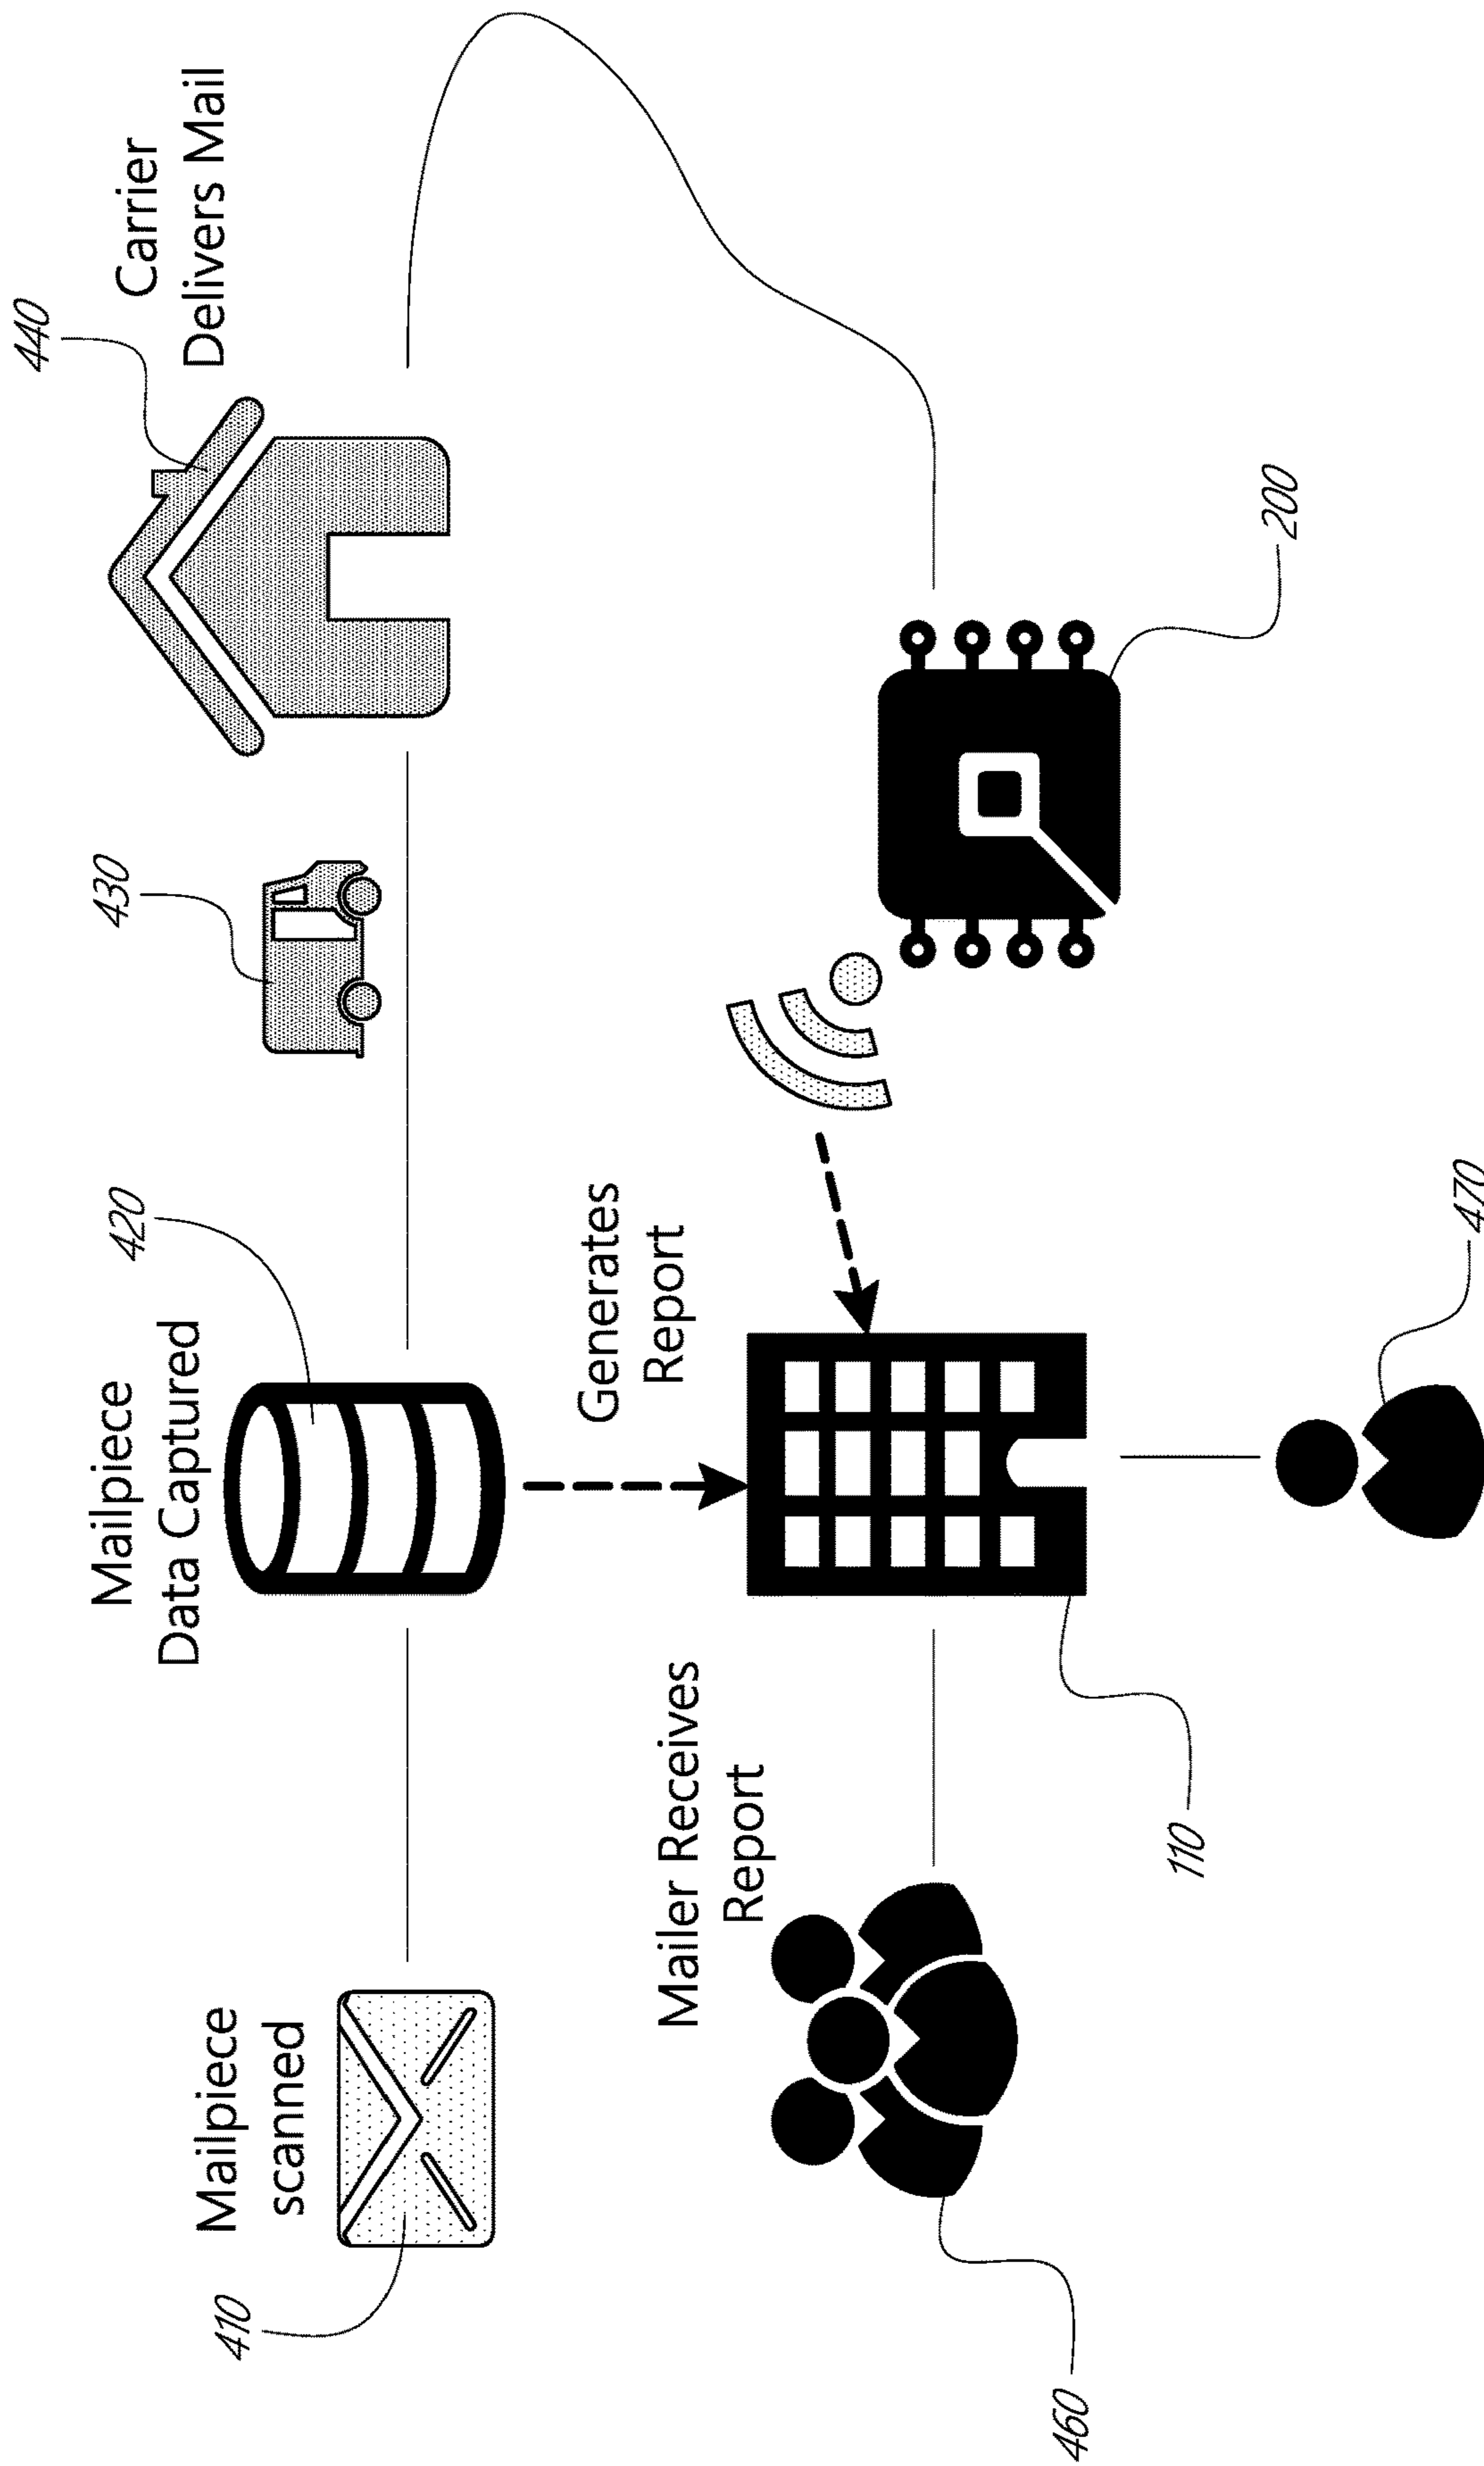 440
Carrier
Delivers Mail
430
420
Mailpiece
Data Captured
Mailpiece
scanned
410
Generates
Report
200
Mailer Receives
Report
110
460
470